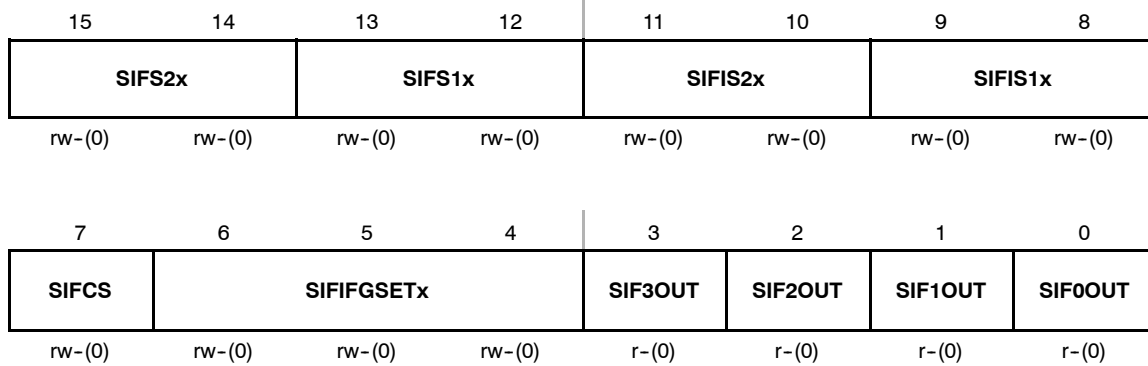 15 14 13 12 11 10 9 8
SIFS2x SIFS1x SIFIS2x SIFIS1x
rw-(0) rw-(0) rw-(0) rw-(0) rw-(0) rw-(0) rw-(0) rw-(0)
7 6 5 4 3 2 1 0
SIFCS SIFIFGSETx SIF3OUT SIF2OUT SIF1OUT SIF0OUT
rw-(0) rw-(0) rw-(0) rw-(0) r-(0) r-(0) r-(0) r-(0)